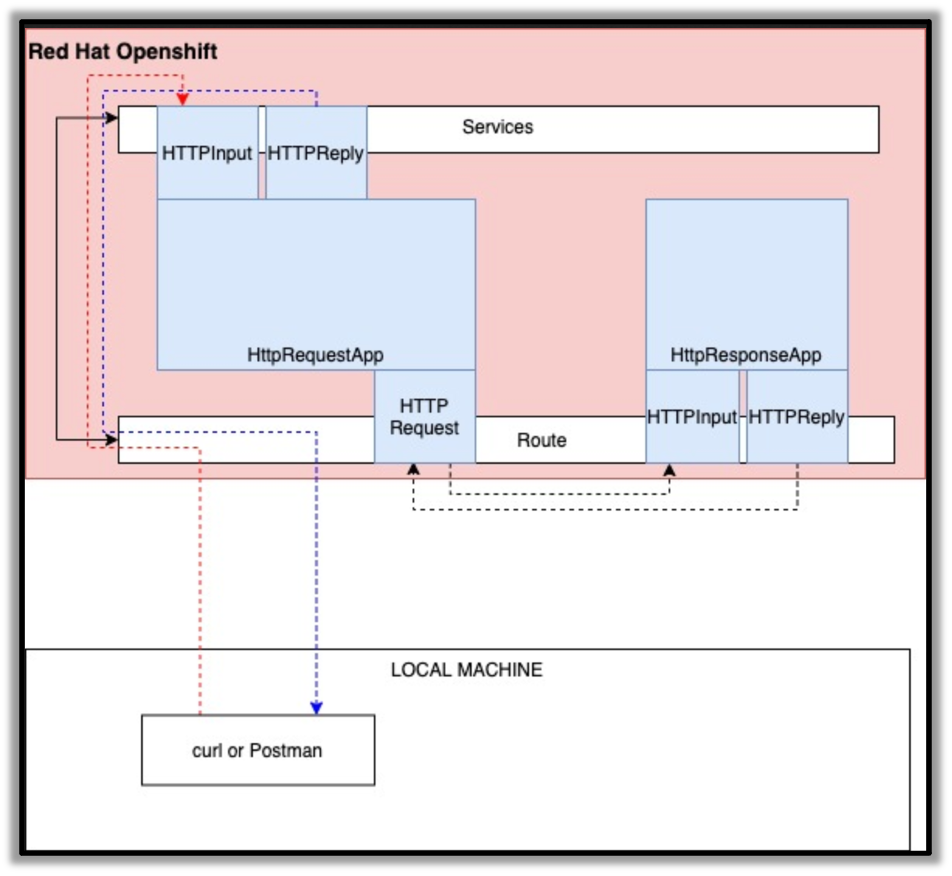 Red Hat Openshift
Services
HTTPInput
HTTPReply
HttpRequestApp
HttpResponseApp
HTTP
Request
Route
HTTPInput
HTTPReply
LOCAL MACHINE
curl or Postman